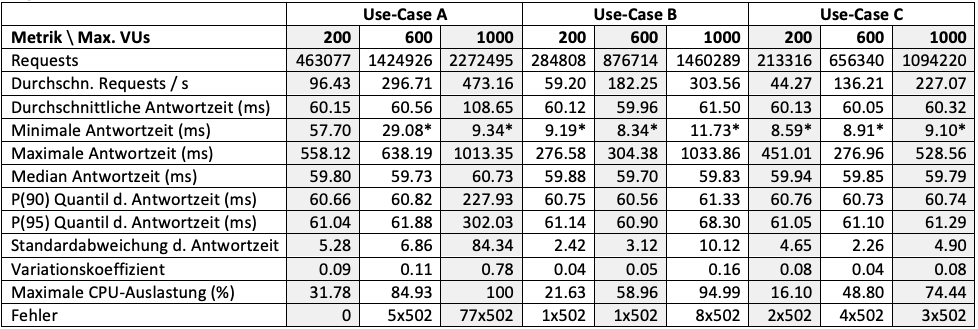 Use-Case A Use-Case B Use-Case C
Metrik \ Max. VUs 200 600 1000 200 600 1000 200 600 1000
Requests 463077 1424926 2272495 284808 876714 1460289 213316 656340 1094220
Durchschn. Requests / s 96.43 296.71 473.16 59.20 182.25 303.56 44.27 136.21 227.07
Durchschnittliche Antwortzeit (ms) 60.15 60.56 108.65 60.12 59.96 61.50 60.13 60.05 60.32
Minimale Antwortzeit (ms) 57.70 29.08* 9.34* 9.19* 8.34* 11.73* 8.59* 8.91* 9.10*
Maximale Antwortzeit (ms) 558.12 638.19 1013.35 276.58 304.38 1033.86 451.01 276.96 528.56
Median Antwortzeit (ms) 59.80 59.73 60.73 59.88 59.70 59.83 59.94 59.85 59.79
P(90) Quantil d. Antwortzeit (ms) 60.66 60.82 227.93 60.75 60.56 61.33 60.76 60.73 60.74
P(95) Quantil d. Antwortzeit (ms) 61.04 61.88 302.03 61.14 60.90 68.30 61.05 61.10 61.29
Standardabweichung d. Antwortzeit 5.28 6.86 84.34 2.42 3.12 10.12 4.65 2.26 4.90
Variationskoeffizient 0.09 0.11 0.78 0.04 0.05 0.16 0.08 0.04 0.08
Maximale CPU-Auslastung (%) 31.78 84.93 100 21.63 58.96 94.99 16.10 48.80 74.44
Fehler 0 5x502 77x502 1x502 1x502 8x502 2x502 4x502 3x502